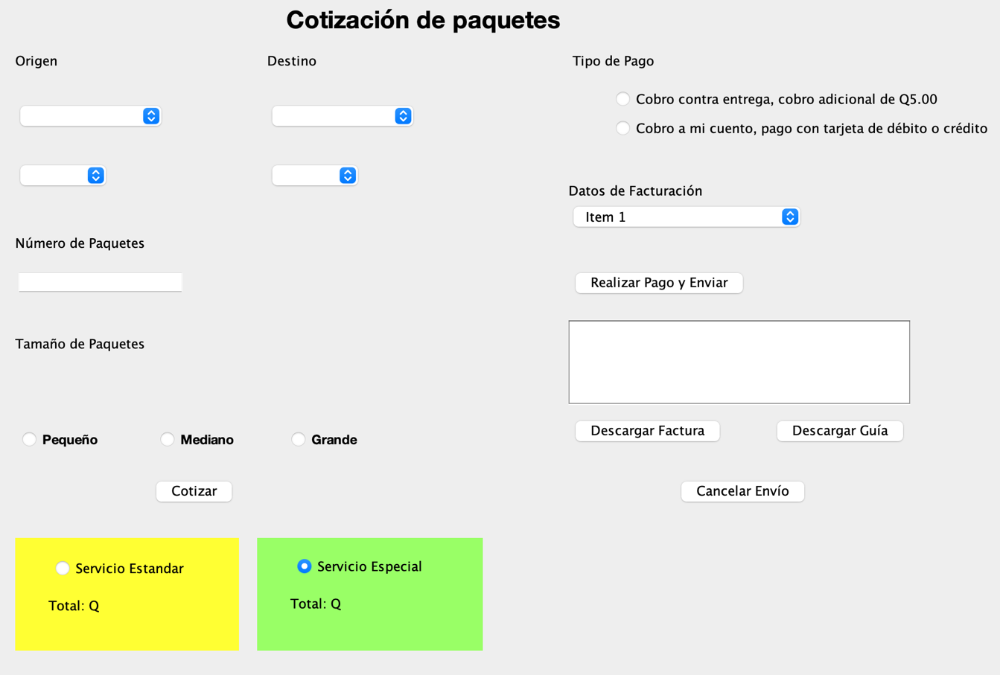 Cotización de paquetes
Origen
Destino
Tipo de Pago
Cobro contra entrega, cobro adicional de Q5.00
Cobro a mi cuento, pago con tarjeta de débito o crédito
Datos de Facturación
Item 1
Número de Paquetes
Realizar Pago y Enviar
Tamaño de Paquetes
Descargar Factura
Descargar Guía
Pequeño
Mediano
Grande
Cotizar
Cancelar Envío
Servicio Estandar
Total: Q
Servicio Especial
Total: Q